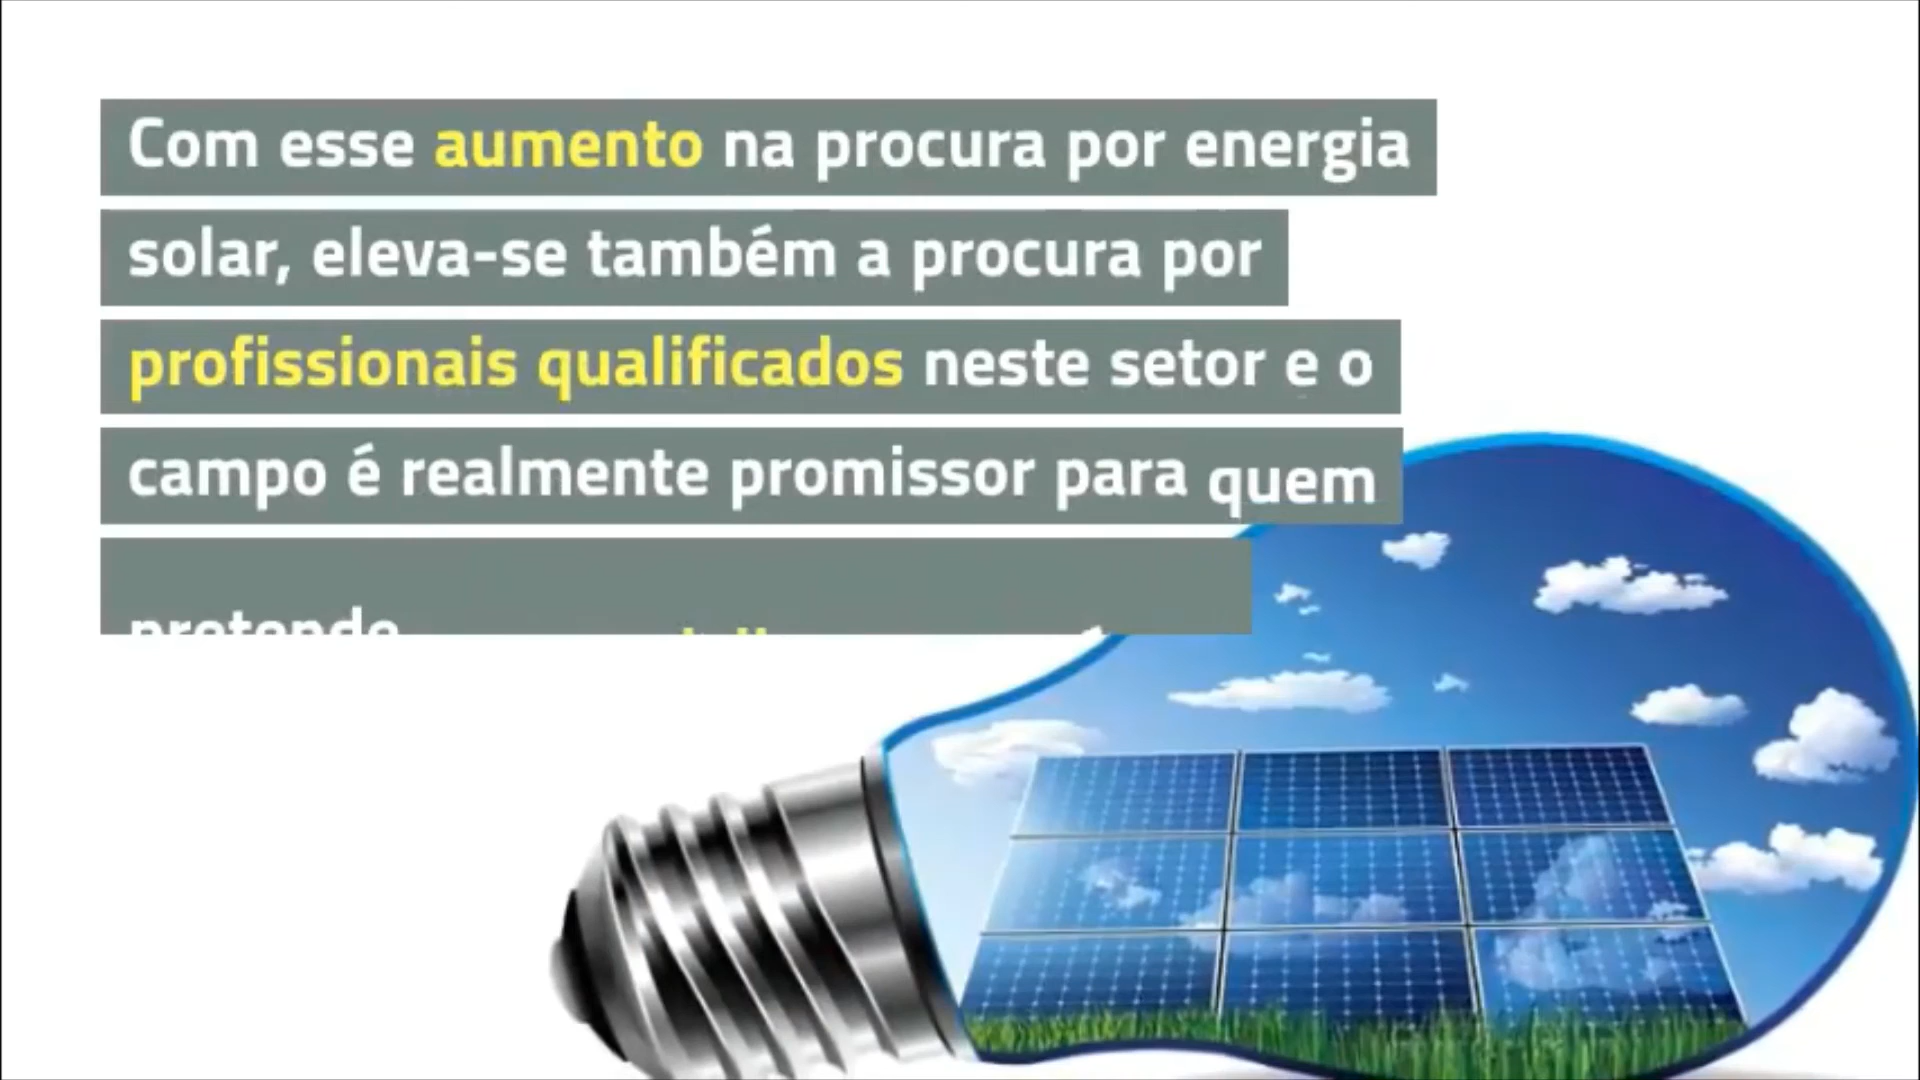 Com esse aumento na procura por energia
solar, eleva-se também a procura por
profissionais qualificados neste setor e o
campo é realmente promissor para quem
pretende